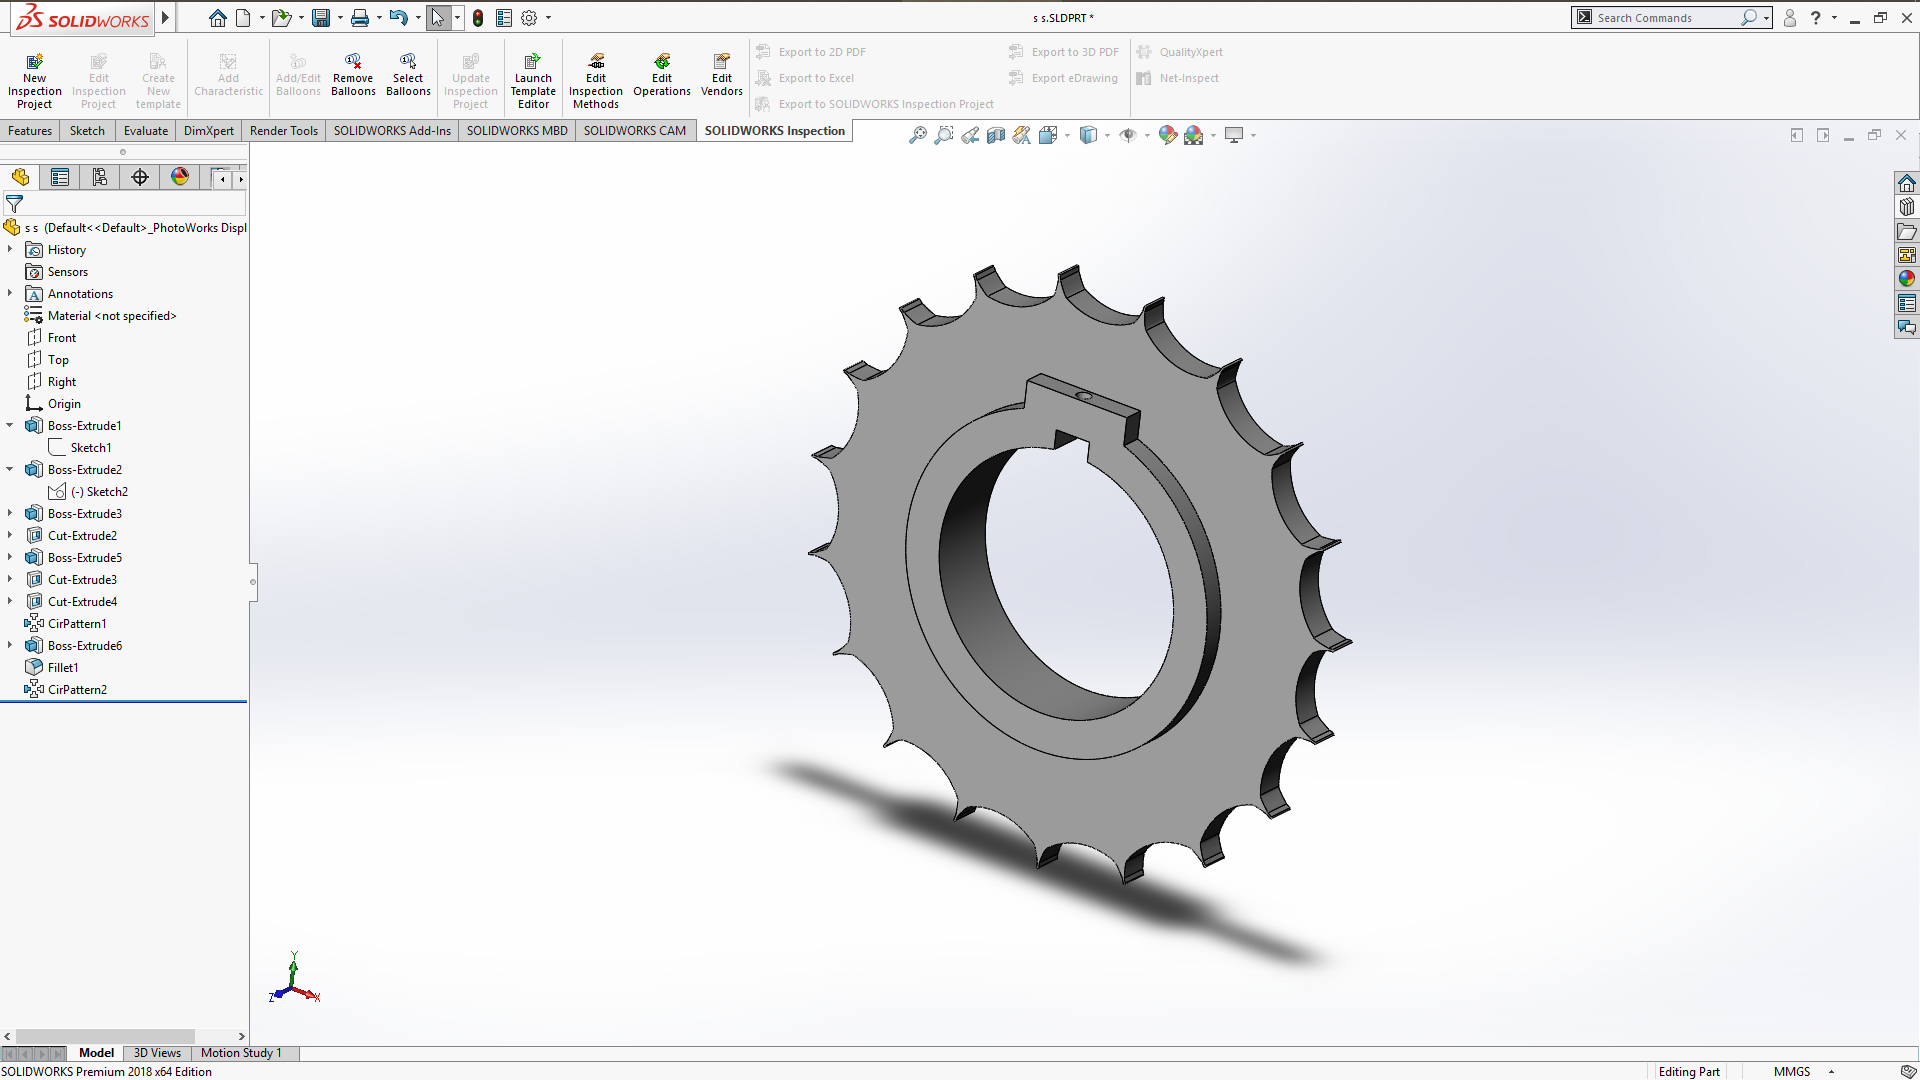 SOLIDWORKS
s s.SLDPRT *
Search Commands
?
New Inspection Project
Edit Inspection Project
Create New template
Add Characteristic
Add/Edit Balloons
Remove Balloons
Select Balloons
Update Inspection Project
Launch Template Editor
Edit Inspection Methods
Edit Operations
Edit Vendors
Export to 2D PDF
Export to Excel
Export to SOLIDWORKS Inspection Project
Export to 3D PDF
Export eDrawing
QualityXpert
Net-Inspect
Features
Sketch
Evaluate
DimXpert
Render Tools
SOLIDWORKS Add-Ins
SOLIDWORKS MBD
SOLIDWORKS CAM
SOLIDWORKS Inspection
s s (Default<<Default>_PhotoWorks Displ
History
Sensors
Annotations
Material <not specified>
Front
Top
Right
Origin
Boss-Extrude1
Sketch1
Boss-Extrude2
(-) Sketch2
Boss-Extrude3
Cut-Extrude2
Boss-Extrude5
Cut-Extrude3
Cut-Extrude4
CirPattern1
Boss-Extrude6
Fillet1
CirPattern2
Y
Z
X
Model
3D Views
Motion Study 1
SOLIDWORKS Premium 2018 x64 Edition
Editing Part
MMGS